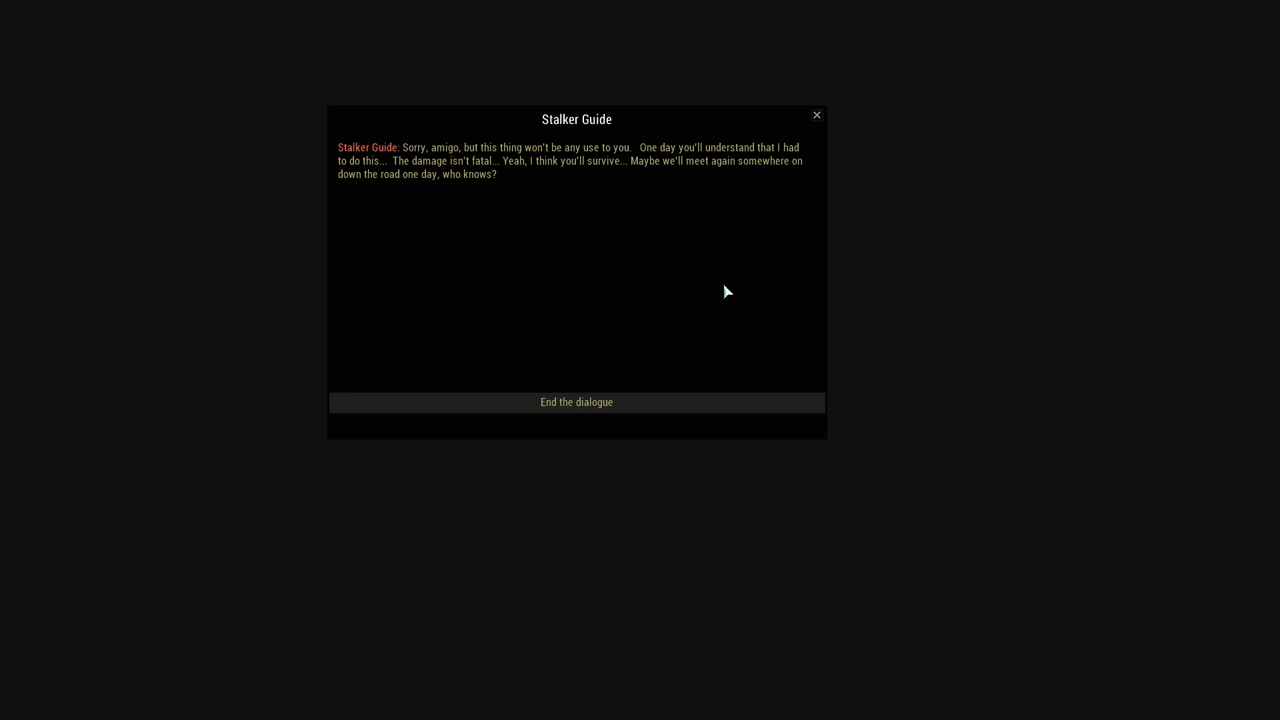 Stalker Guide
Stalker Guide: Sorry, amigo, but this thing won't be any use to you.   One day you'll understand that I had
to do this...  The damage isn't fatal... Yeah, I think you'll survive... Maybe we'll meet again somewhere on
down the road one day, who knows?
End the dialogue